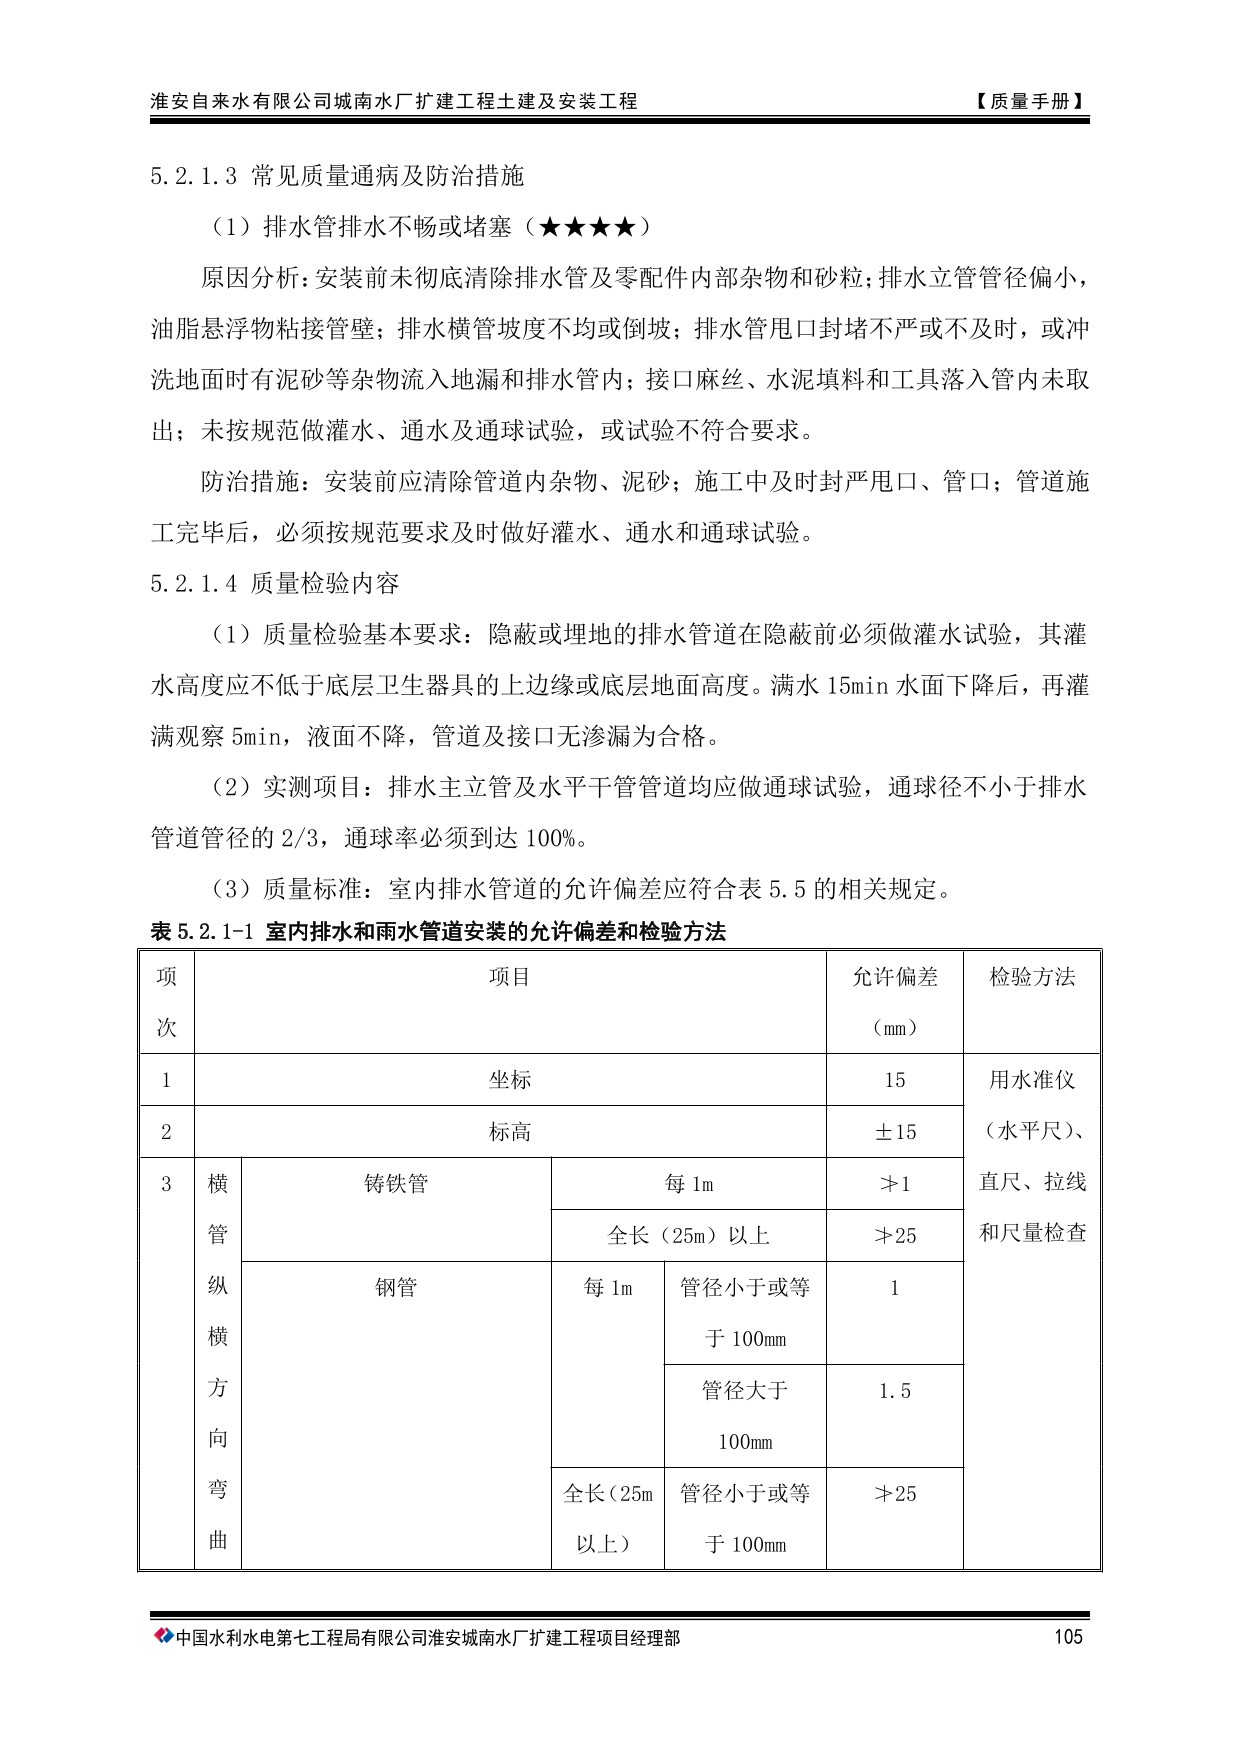 淮安自来水有限公司城南水厂扩建工程土建及安装工程 【质量手册】
5.2.1.3 常见质量通病及防治措施
（1）排水管排水不畅或堵塞（★★★★）
原因分析：安装前未彻底清除排水管及零配件内部杂物和砂粒；排水立管管径偏小，
油脂悬浮物粘接管壁；排水横管坡度不均或倒坡；排水管甩口封堵不严或不及时，或冲
洗地面时有泥砂等杂物流入地漏和排水管内；接口麻丝、水泥填料和工具落入管内未取
出；未按规范做灌水、通水及通球试验，或试验不符合要求。
防治措施：安装前应清除管道内杂物、泥砂；施工中及时封严甩口、管口；管道施
工完毕后，必须按规范要求及时做好灌水、通水和通球试验。
5.2.1.4 质量检验内容
（1）质量检验基本要求：隐蔽或埋地的排水管道在隐蔽前必须做灌水试验，其灌
水高度应不低于底层卫生器具的上边缘或底层地面高度。满水 15min 水面下降后，再灌
满观察 5min，液面不降，管道及接口无渗漏为合格。
（2）实测项目：排水主立管及水平干管管道均应做通球试验，通球径不小于排水
管道管径的 2/3，通球率必须到达 100%。
（3）质量标准：室内排水管道的允许偏差应符合表 5.5 的相关规定。
表 5.2.1-1 室内排水和雨水管道安装的允许偏差和检验方法
项 项目 允许偏差 检验方法
次 （mm）
1 坐标 15 用水准仪
2 标高 ±15 （水平尺）、
3 横 铸铁管 每 1m ≯1 直尺、拉线
管 全长（25m）以上 ≯25 和尺量检查
纵 钢管 每 1m 管径小于或等 1
横 于 100mm
方 管径大于 1.5
向 100mm
弯 全长（25m 管径小于或等 ≯25
曲 以上） 于 100mm
中国水利水电第七工程局有限公司淮安城南水厂扩建工程项目经理部 105